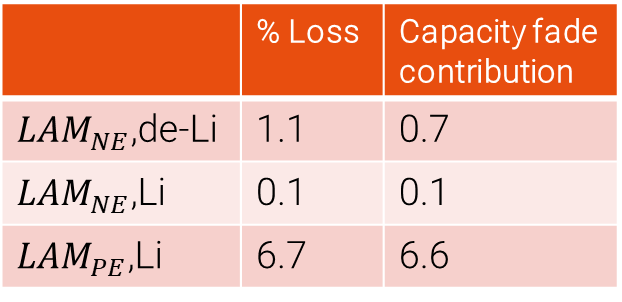 % Loss Capacity fade
contribution
LAM_NE,de-Li 1.1 0.7
LAM_NE,Li 0.1 0.1
LAM_PE,Li 6.7 6.6